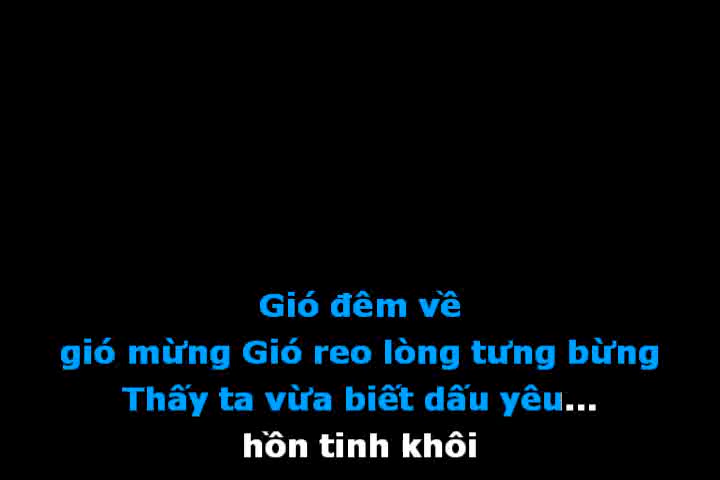 Gió đêm về
gió mừng Gió reo lòng tưng bừng
Thấy ta vừa biết dấu yêu...
hồn tinh khôi